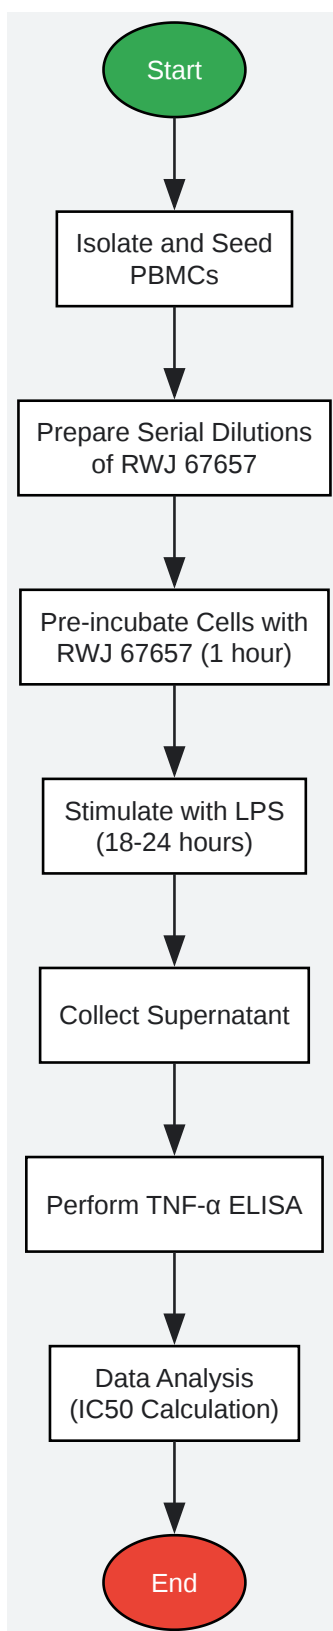 Start
Isolate and Seed
PBMCs
Prepare Serial Dilutions
of RWJ 67657
Pre-incubate Cells with
RWJ 67657 (1 hour)
Stimulate with LPS
(18-24 hours)
Collect Supernatant
Perform TNF-α ELISA
Data Analysis
(IC50 Calculation)
End